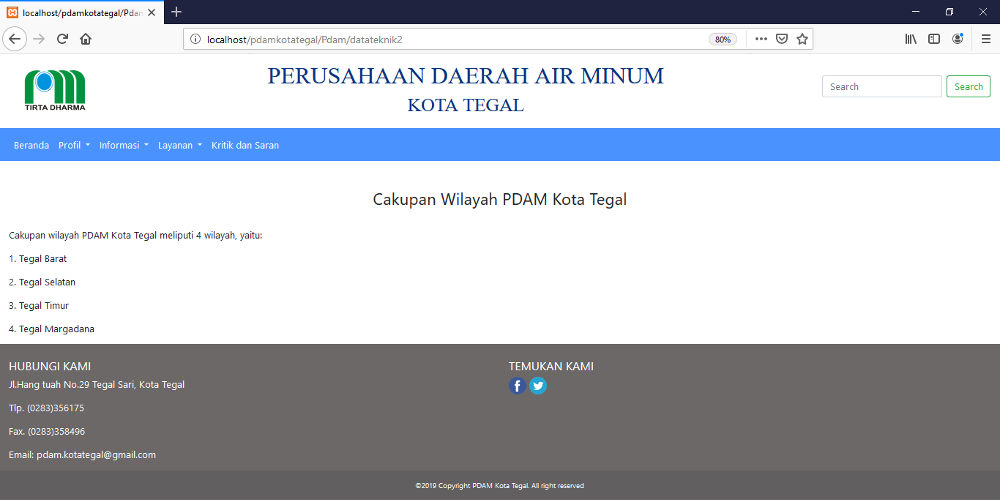 localhost/pdamkotategal/Pdam
localhost/pdamkotategal/Pdam/datateknik2
80%
TIRTA DHARMA
PERUSAHAAN DAERAH AIR MINUM
KOTA TEGAL
Search
Search
Beranda Profil Informasi Layanan Kritik dan Saran
Cakupan Wilayah PDAM Kota Tegal
Cakupan wilayah PDAM Kota Tegal meliputi 4 wilayah, yaitu:
1. Tegal Barat
2. Tegal Selatan
3. Tegal Timur
4. Tegal Margadana
HUBUNGI KAMI
Jl.Hang tuah No.29 Tegal Sari, Kota Tegal
Tlp. (0283)356175
Fax. (0283)358496
Email: pdam.kotategal@gmail.com
TEMUKAN KAMI
©2019 Copyright PDAM Kota Tegal. All right reserved